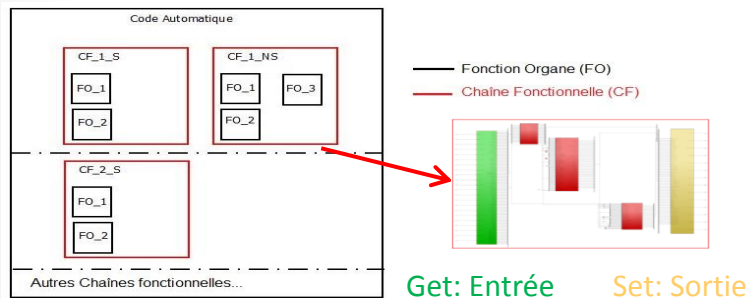 Code Automatique
CF_1_S
CF_1_NS
FO_1
FO_1
FO_3
FO_2
FO_2
CF_2_S
FO_1
FO_2
Autres Chaînes fonctionnelles...
Fonction Organe (FO)
Chaîne Fonctionnelle (CF)
Get: Entrée
Set: Sortie